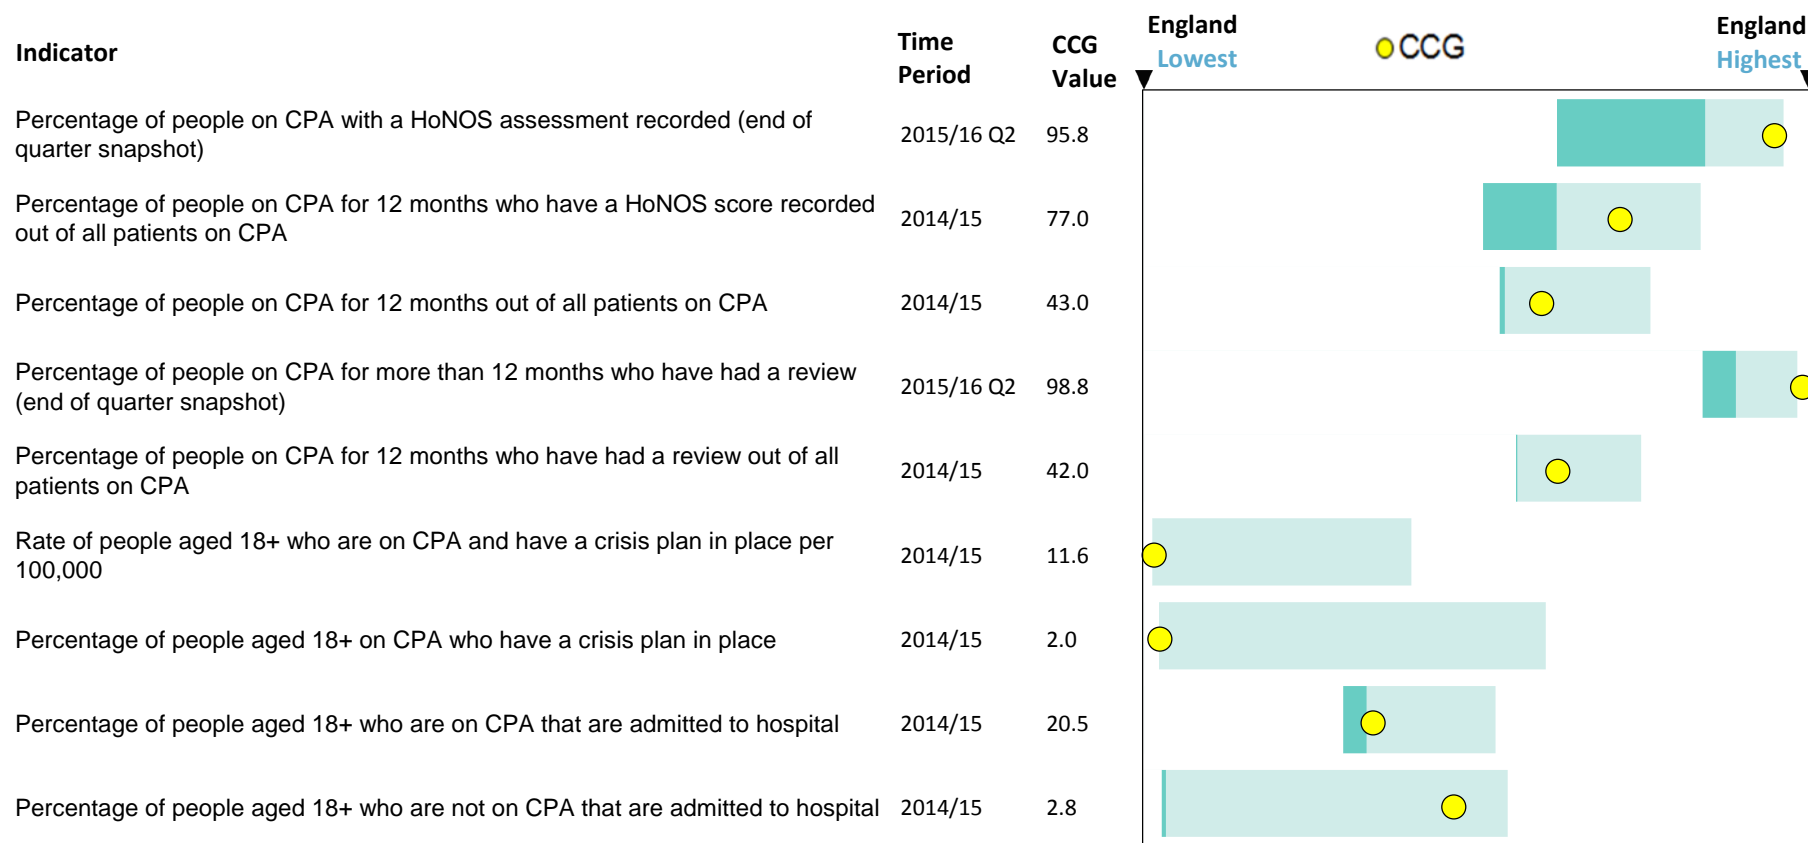 Indicator
Time
Period
CCG
Value
England
Lowest
CCG
England
Highest
Percentage of people on CPA with a HoNOS assessment recorded (end of
quarter snapshot)
2015/16 Q2
95.8
Percentage of people on CPA for 12 months who have a HoNOS score recorded
out of all patients on CPA
2014/15
77.0
Percentage of people on CPA for 12 months out of all patients on CPA
2014/15
43.0
Percentage of people on CPA for more than 12 months who have had a review
(end of quarter snapshot)
2015/16 Q2
98.8
Percentage of people on CPA for 12 months who have had a review out of all
patients on CPA
2014/15
42.0
Rate of people aged 18+ who are on CPA and have a crisis plan in place per
100,000
2014/15
11.6
Percentage of people aged 18+ on CPA who have a crisis plan in place
2014/15
2.0
Percentage of people aged 18+ who are on CPA that are admitted to hospital
2014/15
20.5
Percentage of people aged 18+ who are not on CPA that are admitted to hospital
2014/15
2.8